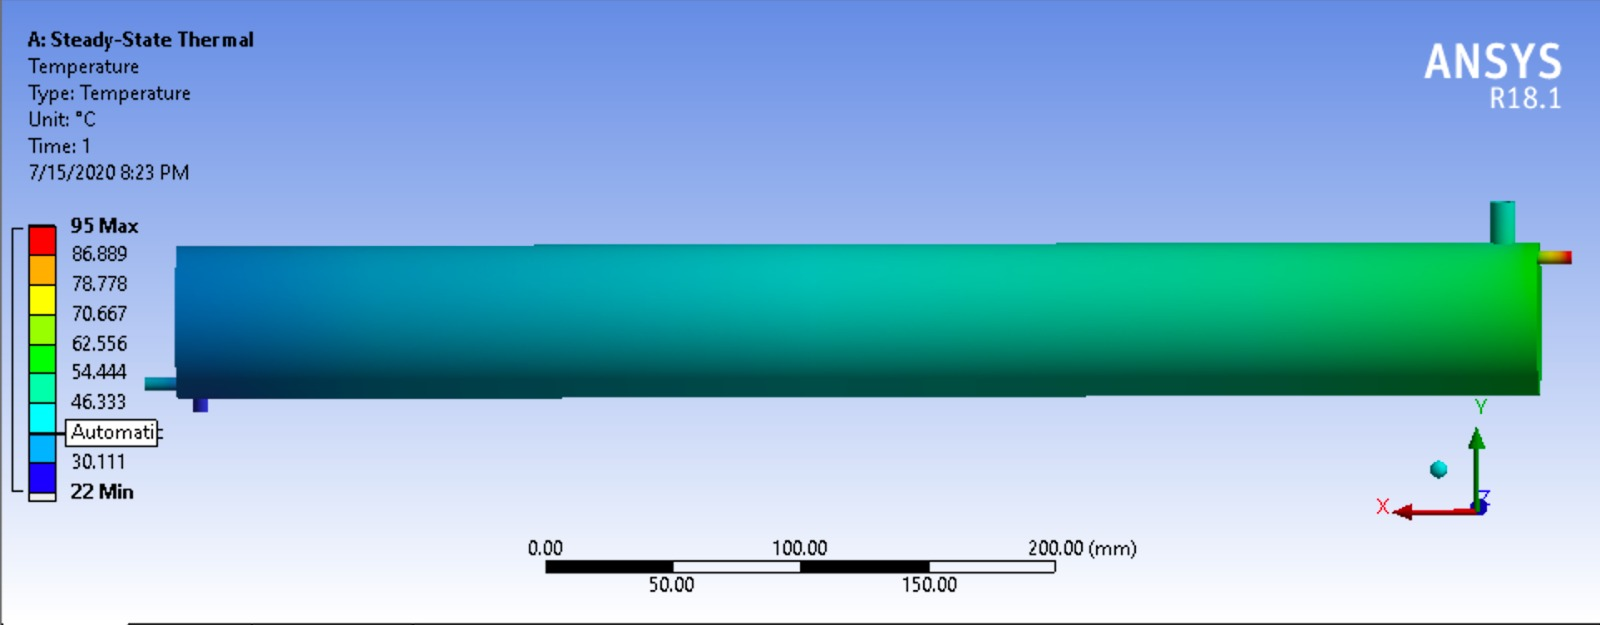 A: Steady-State Thermal
Temperature
Type: Temperature
Unit: °C
Time: 1
7/15/2020 8:23 PM
ANSYS
R18.1
95 Max
86.889
78.778
70.667
62.556
54.444
46.333
Automatic
30.111
22 Min
Y
Z
X
0.00 100.00 200.00 (mm)
50.00 150.00